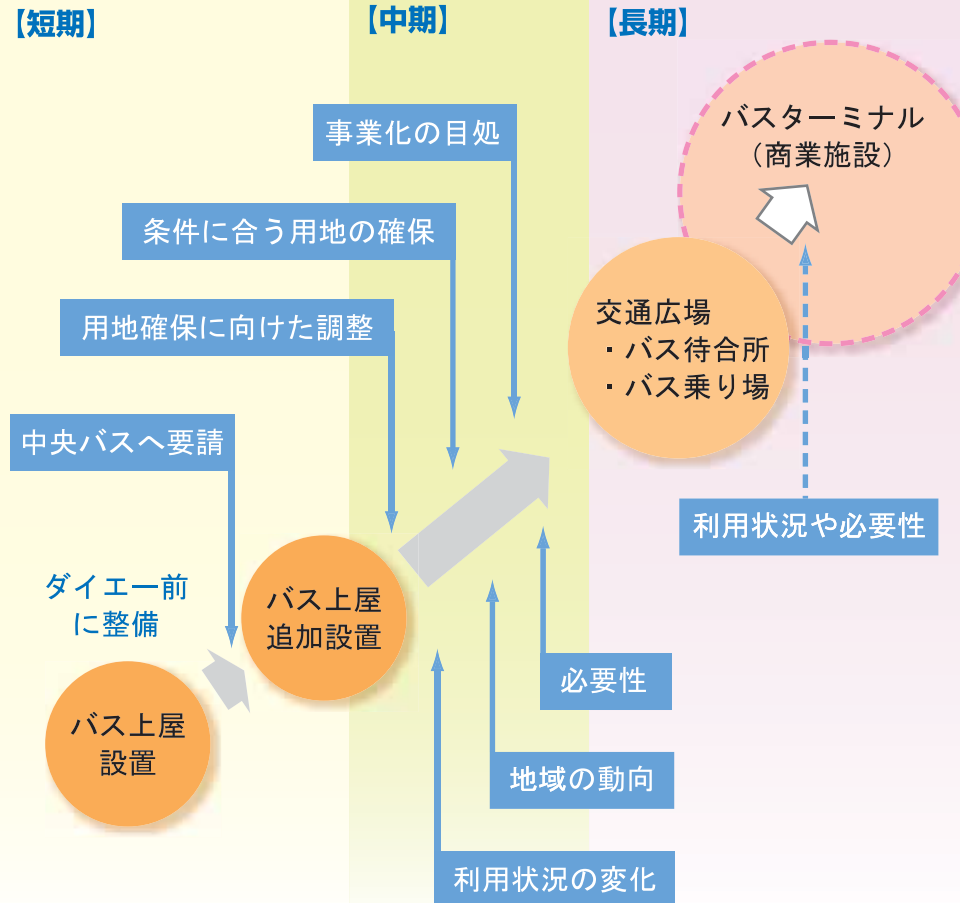 【短期】
【中期】
【長期】
バスターミナル
（商業施設）
事業化の目処
条件に合う用地の確保
用地確保に向けた調整
交通広場
・バス待合所
・バス乗り場
中央バスへ要請
利用状況や必要性
ダイエー前
に整備
バス上屋
追加設置
バス上屋
設置
必要性
地域の動向
利用状況の変化